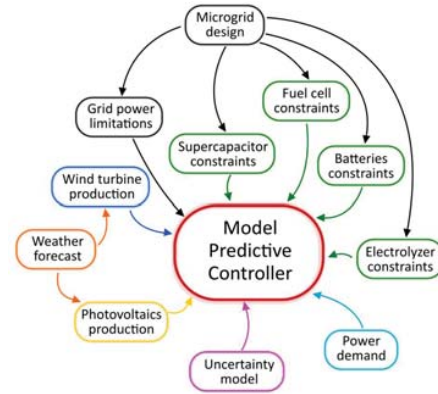 Microgrid
design
Fuel cell
constraints
Grid power
limitations
Supercapacitor
constraints
Batteries
constraints
Wind turbine
production
Model
Predictive
Controller
Weather
forecast
Electrolyzer
constraints
Photovoltaics
production
Power
demand
Uncertainty
model